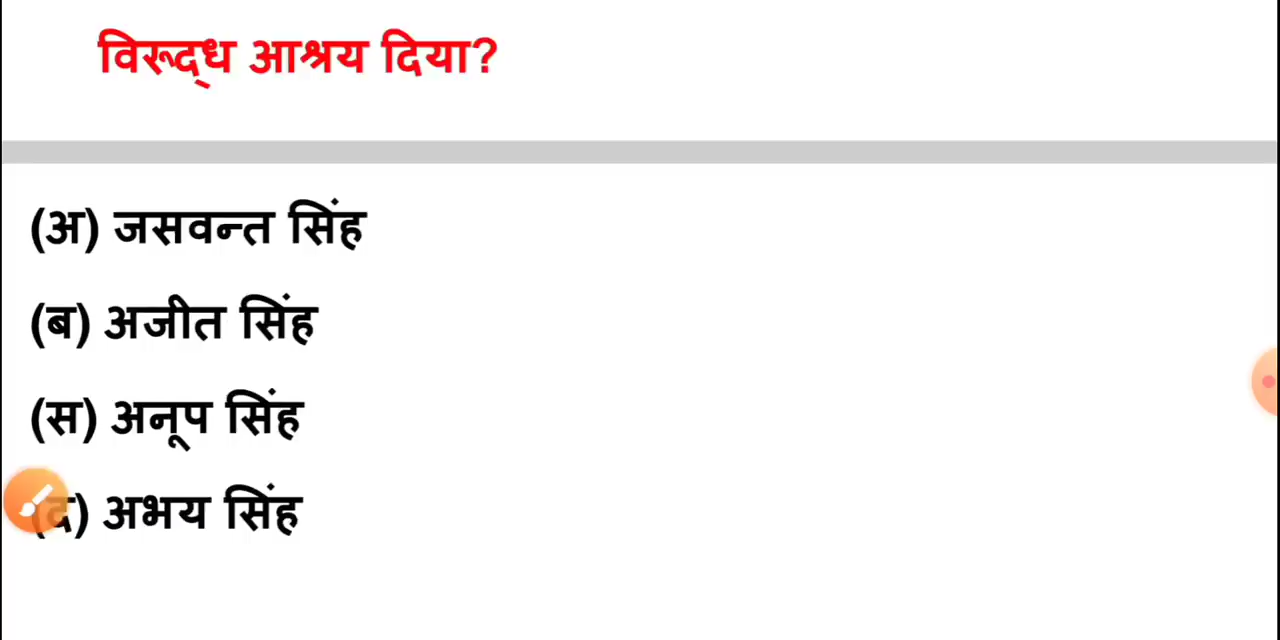 विरूद्ध आश्रय दिया?
(अ) जसवन्त सिंह
(ब) अजीत सिंह
(स) अनूप सिंह
(द) अभय सिंह